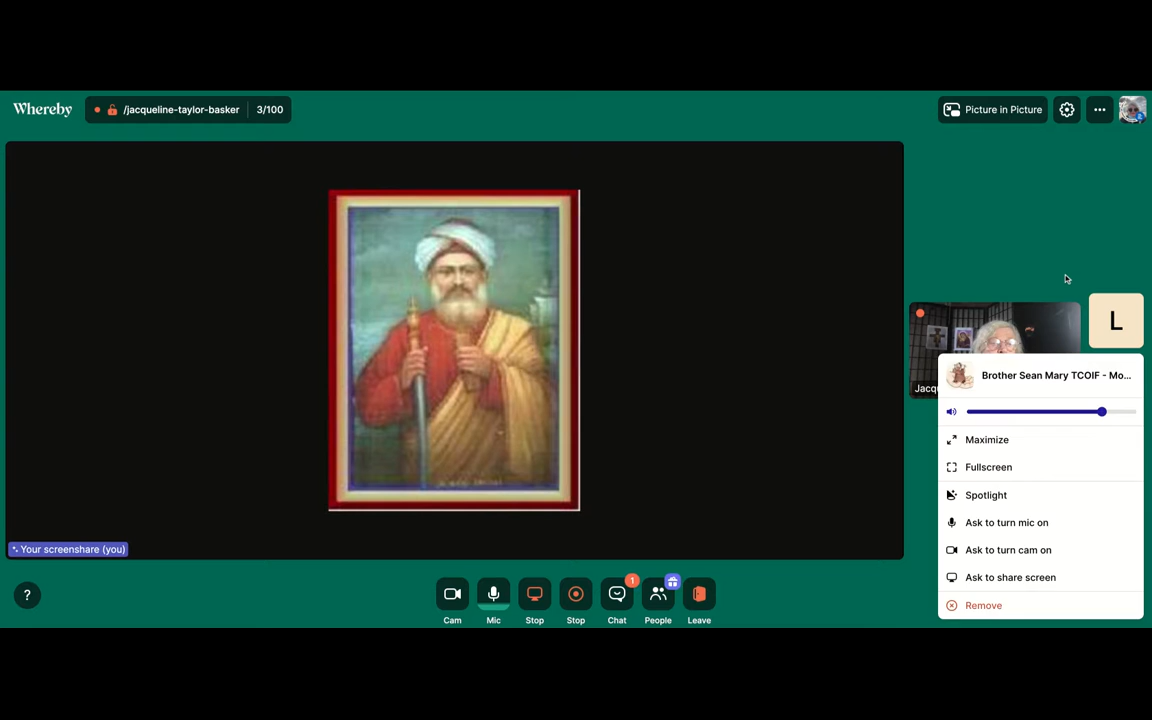 Whereby
/jacqueline-taylor-basker
3/100
Picture in Picture
L
Jacqu
Brother Sean Mary TCOIF - Mo...
Maximize
Fullscreen
Spotlight
Ask to turn mic on
Ask to turn cam on
Ask to share screen
Remove
Your screenshare (you)
?
1
Cam
Mic
Stop
Stop
Chat
People
Leave